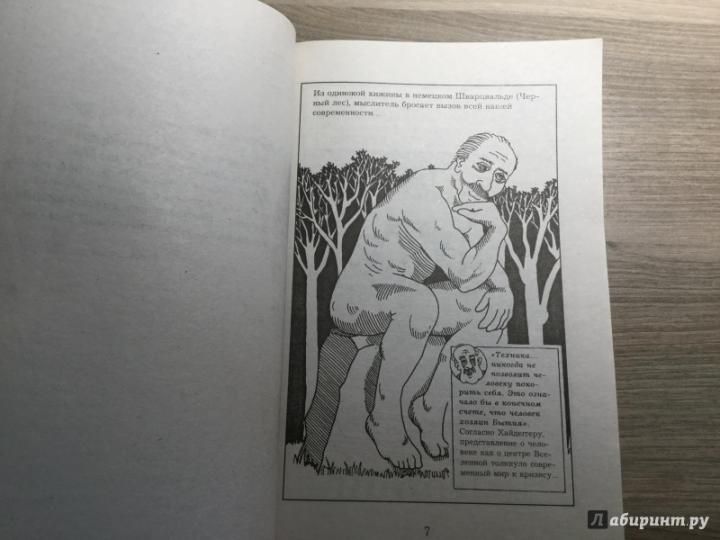 Из одинокой хижины в немецком Шварцвальде (Чер-
ный лес), мыслитель бросает вызов всей нашей
современности...
«Техника...
никогда не
позволит че-
ловеку поко-
рить себя. Это озна-
чало бы в конечном
счете, что человек
хозяин Бытия».
Согласно Хайдеггеру,
представление о чело-
веке как о центре Все-
ленной толкнуло совре-
менный мир к кризису...
7
Лабиринт.ру